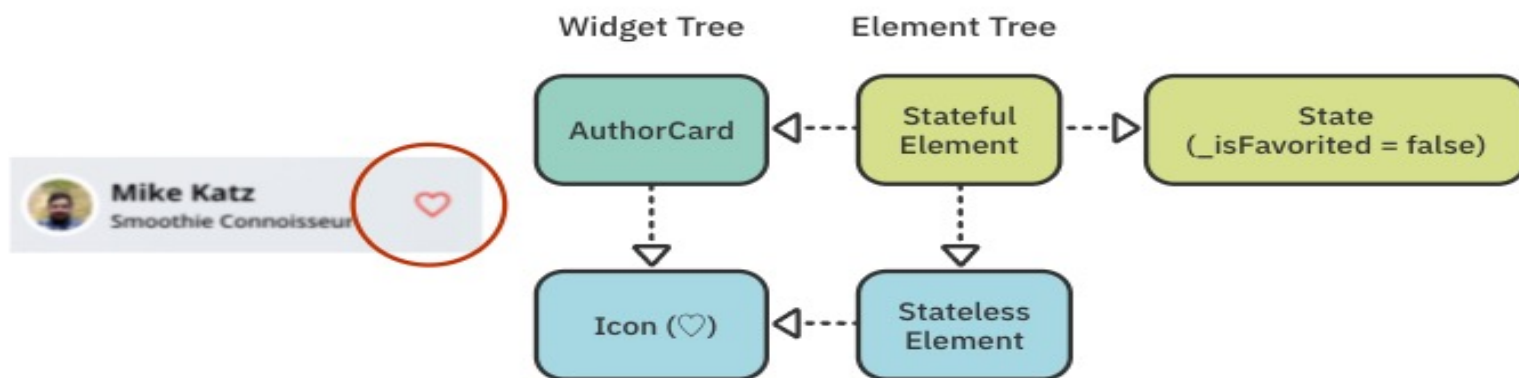 Widget Tree
Element Tree
AuthorCard
Stateful
Element
State
(_isFavorited = false)
Mike Katz
Smoothie Connoisseur
Icon (♡)
Stateless
Element